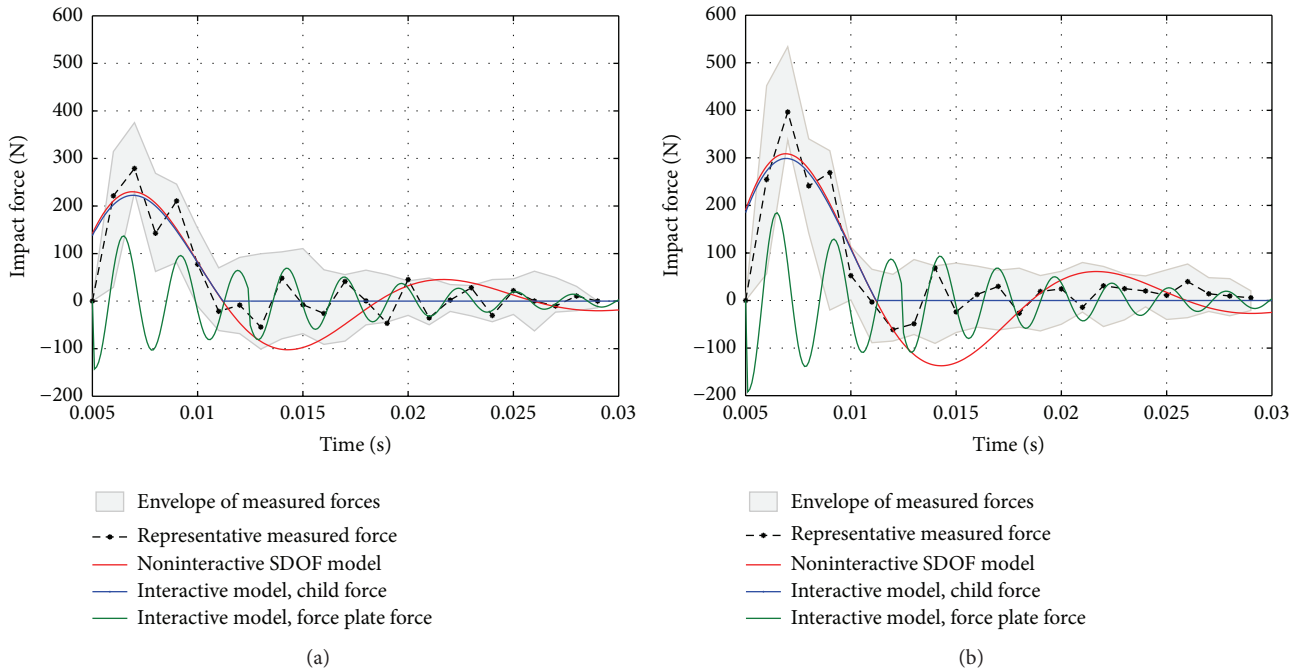 600
500
400
300
200
100
0
−100
−200
Impact force (N)
0.005
0.01
0.015
0.02
0.025
0.03
Time (s)
Envelope of measured forces
Representative measured force
Noninteractive SDOF model
Interactive model, child force
Interactive model, force plate force
(a)
600
500
400
300
200
100
0
−100
−200
Impact force (N)
0.005
0.01
0.015
0.02
0.025
0.03
Time (s)
Envelope of measured forces
Representative measured force
Noninteractive SDOF model
Interactive model, child force
Interactive model, force plate force
(b)